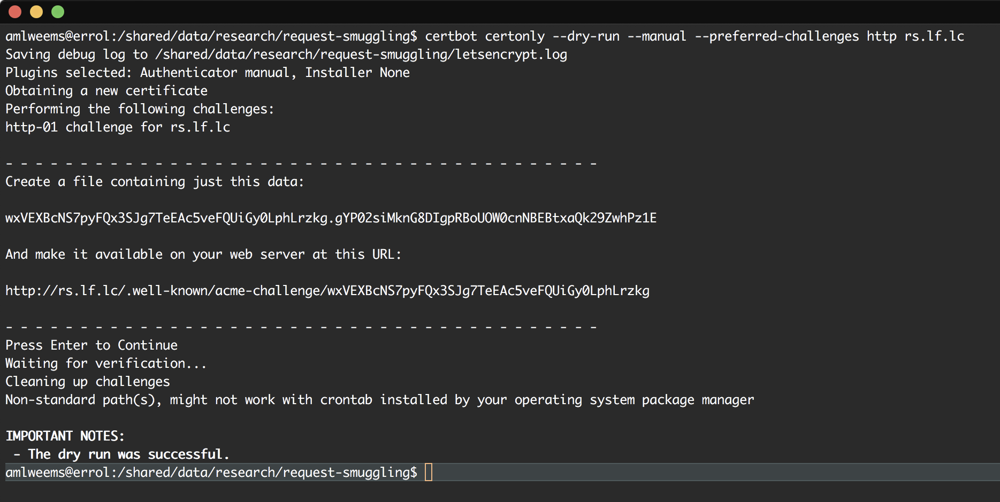 amlweems@errol:/shared/data/research/request-smuggling$ certbot certonly --dry-run --manual --preferred-challenges http rs.lf.lc
Saving debug log to /shared/data/research/request-smuggling/letsencrypt.log
Plugins selected: Authenticator manual, Installer None
Obtaining a new certificate
Performing the following challenges:
http-01 challenge for rs.lf.lc
- - - - - - - - - - - - - - - - - - - - - - - - - - - - - - - - - - - - - - - -
Create a file containing just this data:
wxVEXBcNS7pyFQx3SJg7TeEAc5veFQUiGy0LphLrzkg.gYP02siMknG8DIgpRBoUOW0cnNBEBtxaQk29ZwhPz1E
And make it available on your web server at this URL:
http://rs.lf.lc/.well-known/acme-challenge/wxVEXBcNS7pyFQx3SJg7TeEAc5veFQUiGy0LphLrzkg
- - - - - - - - - - - - - - - - - - - - - - - - - - - - - - - - - - - - - - - -
Press Enter to Continue
Waiting for verification...
Cleaning up challenges
Non-standard path(s), might not work with crontab installed by your operating system package manager
IMPORTANT NOTES:
 - The dry run was successful.
amlweems@errol:/shared/data/research/request-smuggling$